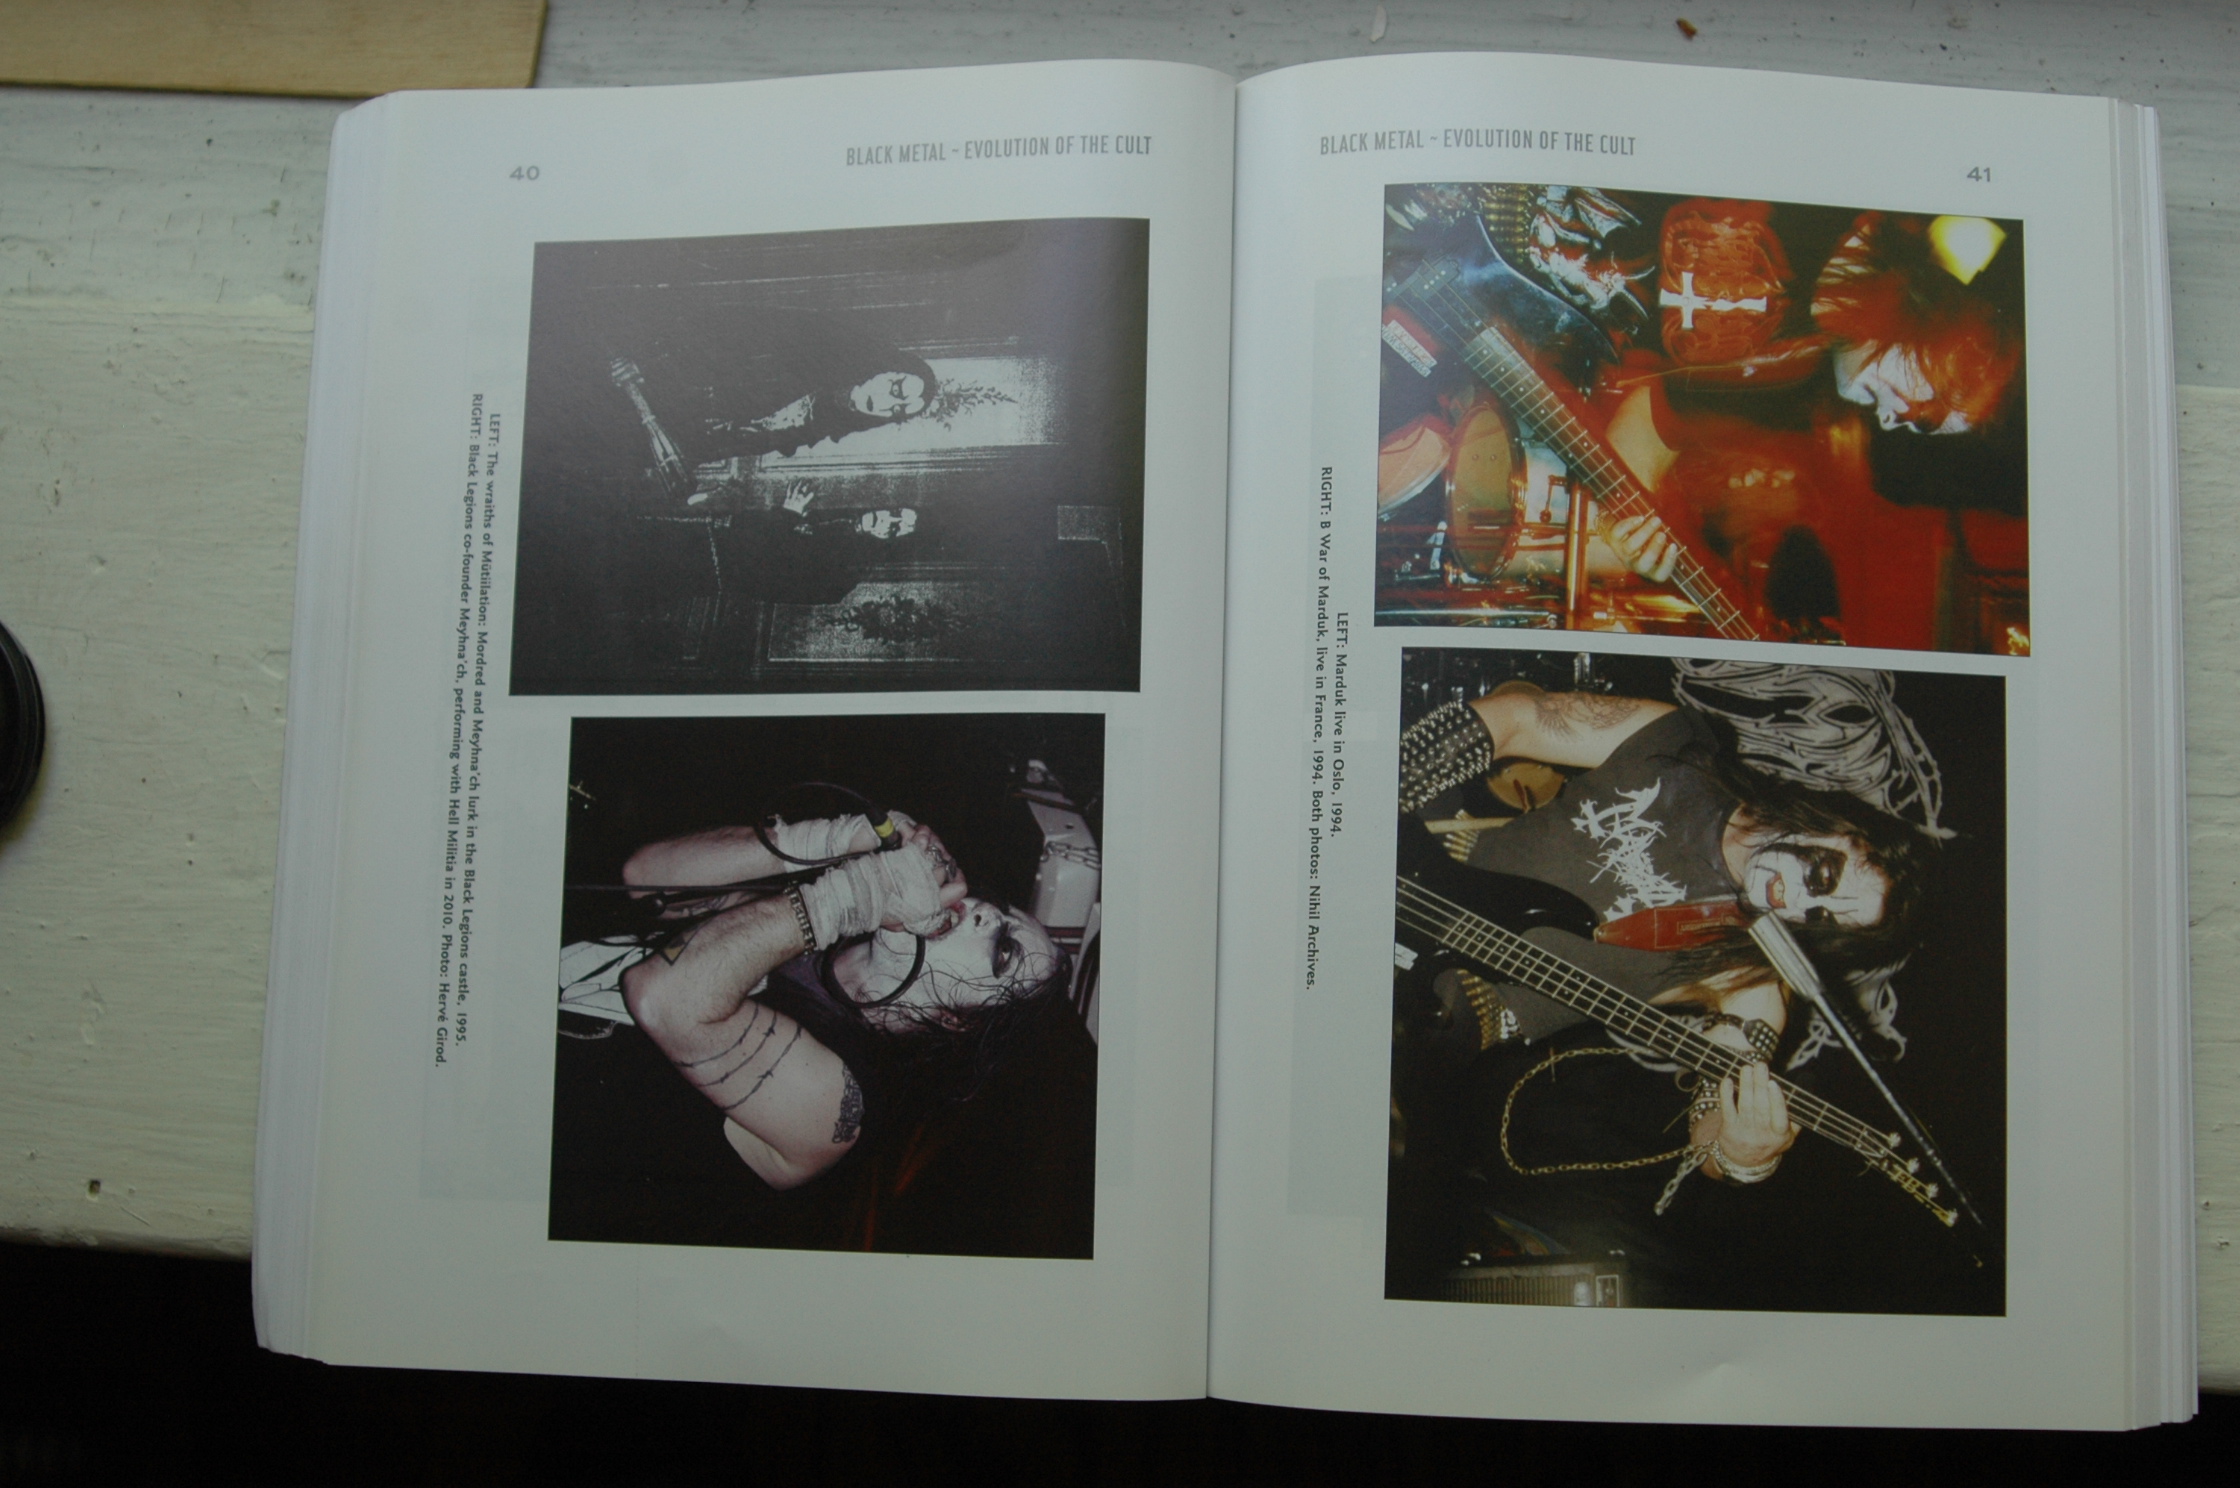 40
BLACK METAL ~ EVOLUTION OF THE CULT
LEFT: The wraiths of Mütiilation: Mordred and Meyhna'ch lurk in the Black Legions castle, 1995.
RIGHT: Black Legions co-founder Meyhna'ch, performing with Hell Militia in 2010. Photo: Hervé Girod.
BLACK METAL ~ EVOLUTION OF THE CULT
41
LEFT: Marduk live in Oslo, 1994.
RIGHT: B War of Marduk, live in France, 1994. Both photos: Nihil Archives.